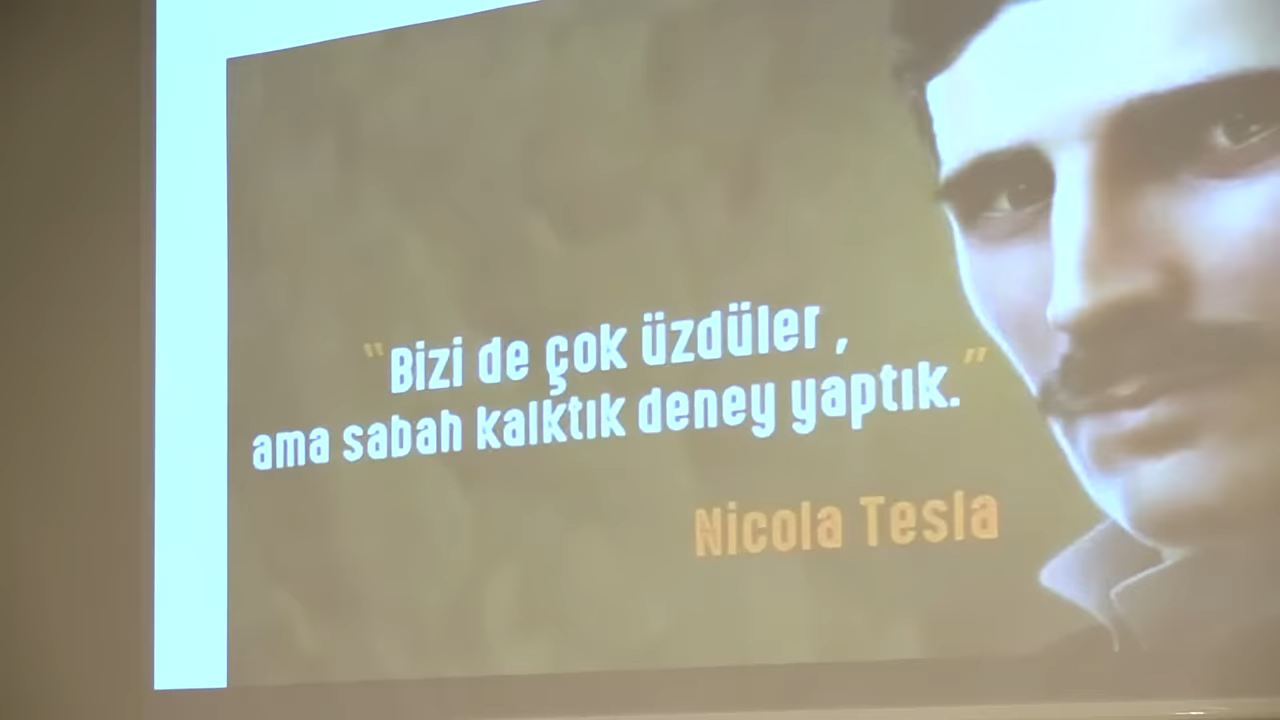 "Bizi de çok üzdüler ,
ama sabah kalktık deney yaptık."
Nicola Tesla